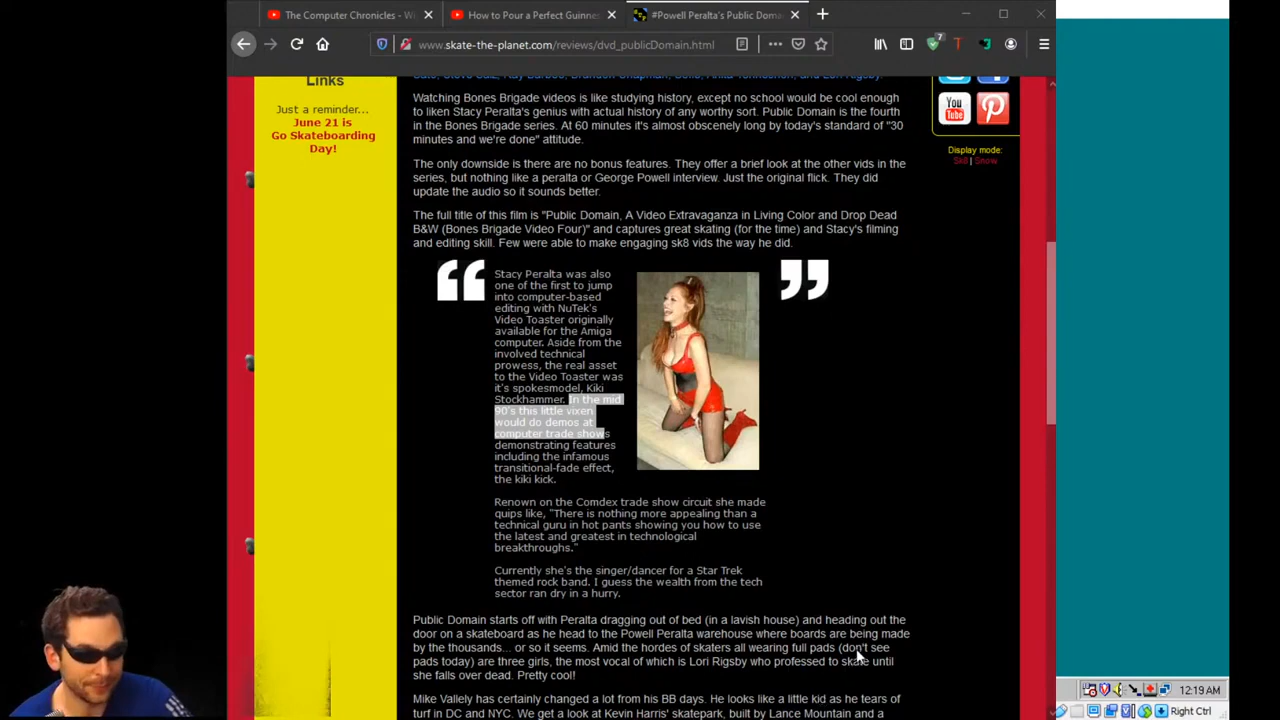 The Computer Chronicles - Wi
How to Pour a Perfect Guinnes
#Powell Peralta's Public Doma
www.skate-the-planet.com/reviews/dvd_publicDomain.html
7
3
Links
Just a reminder...
June 21 is
Go Skateboarding
Day!
Watching Bones Brigade videos is like studying history, except no school would be cool enough
to liken Stacy Peralta's genius with actual history of any worthy sort. Public Domain is the fourth
in the Bones Brigade series. At 60 minutes it's almost obscenely long by today's standard of "30
minutes and we're done" attitude.
The only downside is there are no bonus features. They offer a brief look at the other vids in the
series, but nothing like a peralta or George Powell interview. Just the original flick. They did
update the audio so it sounds better.
The full title of this film is "Public Domain, A Video Extravaganza in Living Color and Drop Dead
B&W (Bones Brigade Video Four)" and captures great skating (for the time) and Stacy's filming
and editing skill. Few were able to make engaging sk8 vids the way he did.
Stacy Peralta was also
one of the first to jump
into computer-based
editing with NuTek's
Video Toaster originally
available for the Amiga
computer. Aside from the
involved technical
prowess, the real asset
to the Video Toaster was
it's spokesmodel, Kiki
Stockhammer. In the mid
90's this little vixen
would do demos at
computer trade shows
demonstrating features
including the infamous
transitional-fade effect,
the kiki kick.
Renown on the Comdex trade show circuit she made
quips like, "There is nothing more appealing than a
technical guru in hot pants showing you how to use
the latest and greatest in technological
breakthroughs."
Currently she's the singer/dancer for a Star Trek
themed rock band. I guess the wealth from the tech
sector ran dry in a hurry.
Public Domain starts off with Peralta dragging out of bed (in a lavish house) and heading out the
door on a skateboard as he head to the Powell Peralta warehouse where boards are being made
by the thousands... or so it seems. Amid the hordes of skaters all wearing full pads (don't see
pads today) are three girls, the most vocal of which is Lori Rigsby who professed to skate until
she falls over dead. Pretty cool!
Mike Vallely has certainly changed a lot from his BB days. He looks like a little kid as he tears of
turf in DC and NYC. We get a look at Kevin Harris' skatepark, built by Lance Mountain and a
You
Tube
Display mode:
Sk8 | Snow
12:19 AM
Right Ctrl